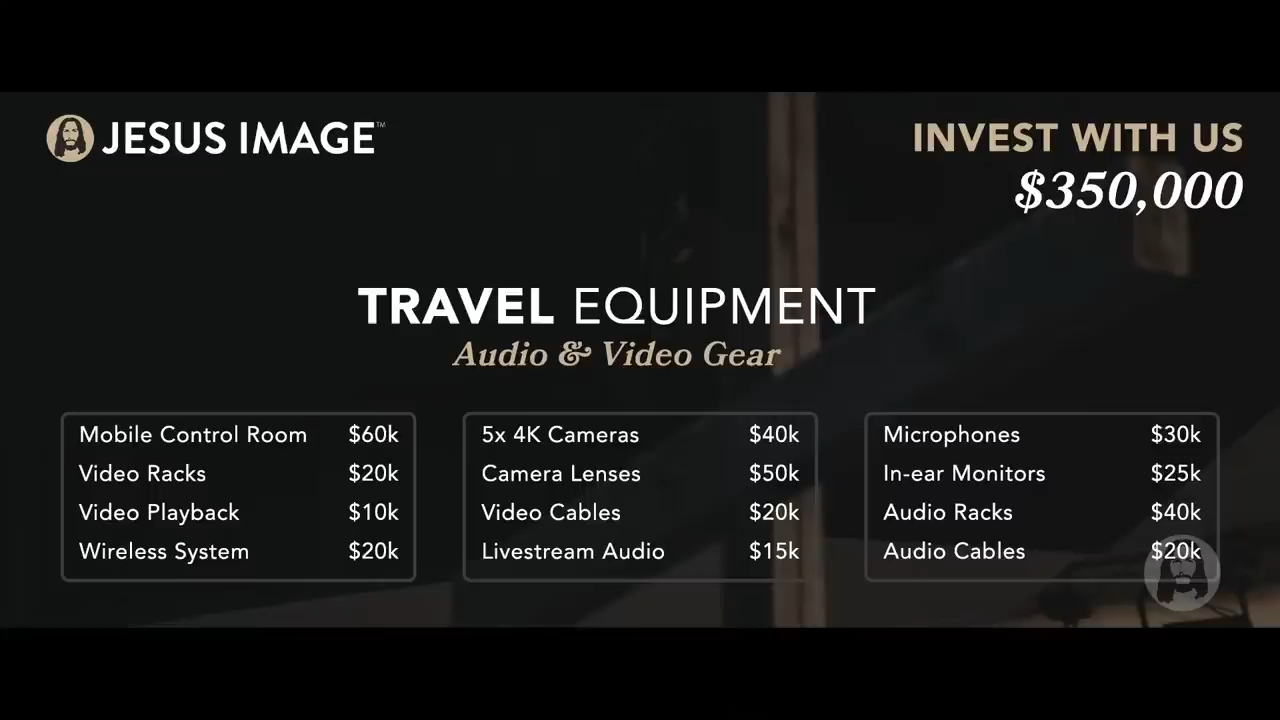 JESUS IMAGE™
INVEST WITH US
$350,000
TRAVEL EQUIPMENT
Audio & Video Gear
Mobile Control Room $60k
Video Racks $20k
Video Playback $10k
Wireless System $20k
5x 4K Cameras $40k
Camera Lenses $50k
Video Cables $20k
Livestream Audio $15k
Microphones $30k
In-ear Monitors $25k
Audio Racks $40k
Audio Cables $20k